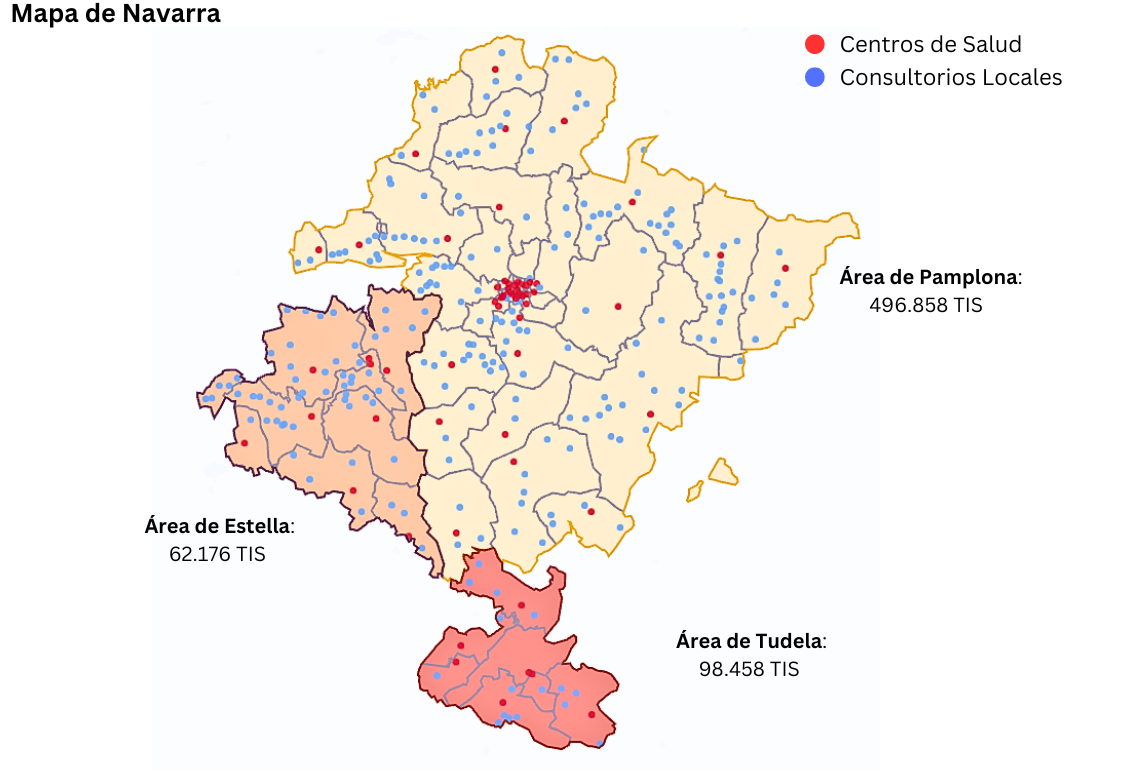 Mapa de Navarra
Centros de Salud
Consultorios Locales
Área de Pamplona:
496.858 TIS
Área de Estella:
62.176 TIS
Área de Tudela:
98.458 TIS